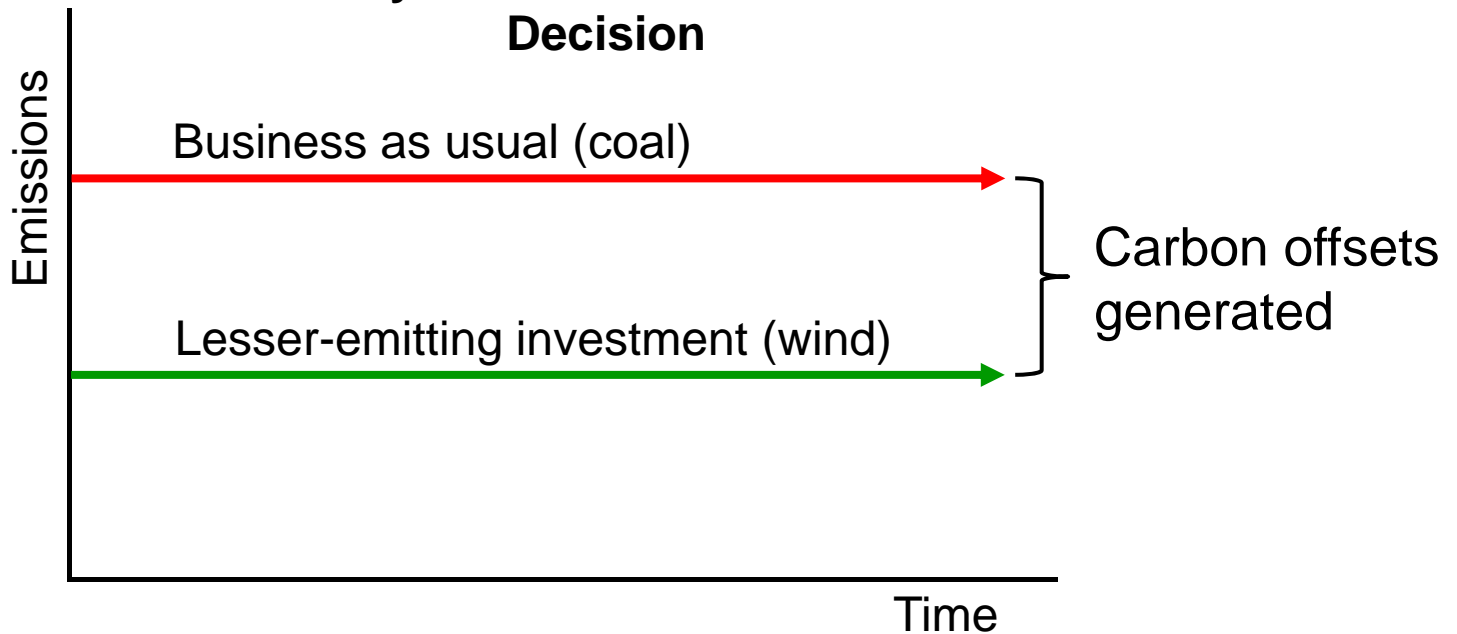 Decision
Emissions
Business as usual (coal)
Carbon offsets
generated
Lesser-emitting investment (wind)
Time